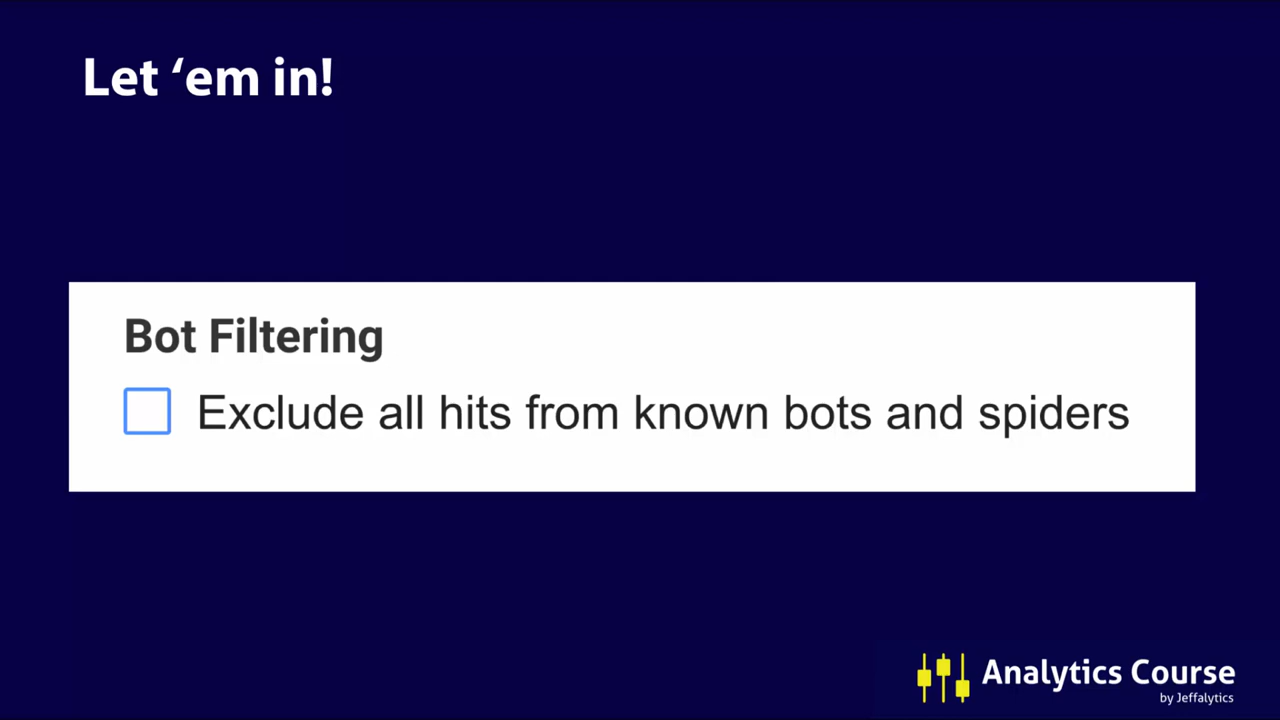 Let ‘em in!
Bot Filtering
Exclude all hits from known bots and spiders
Analytics Course
by Jeffalytics